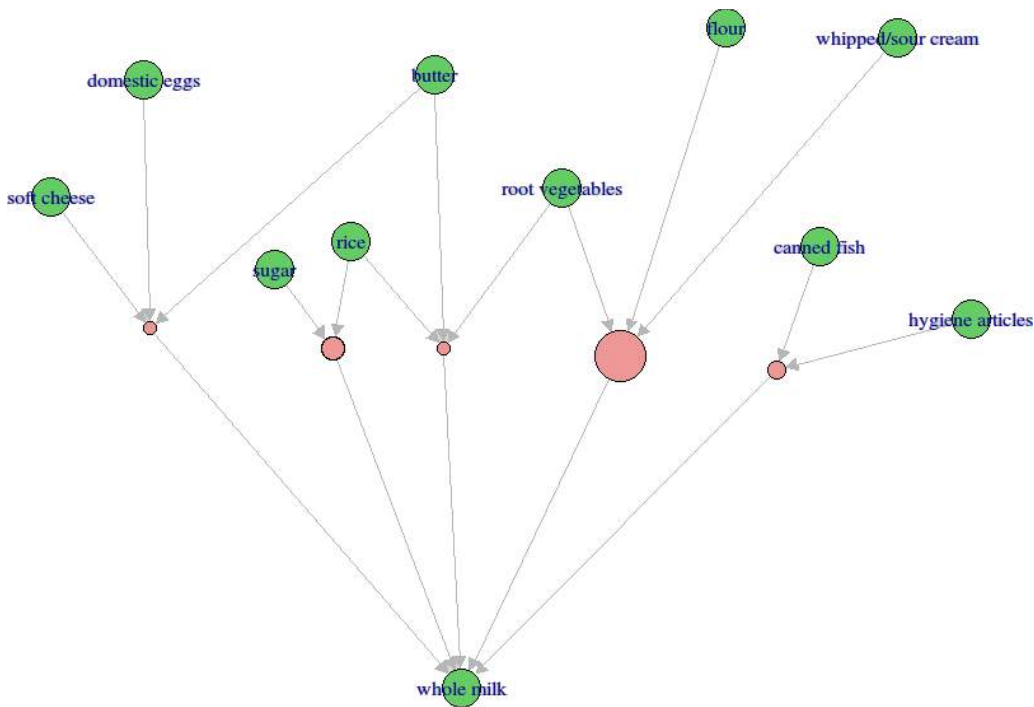 flour
whipped/sour cream
domestic eggs
butter
soft cheese
root vegetables
rice
canned fish
sugar
hygiene articles
whole milk